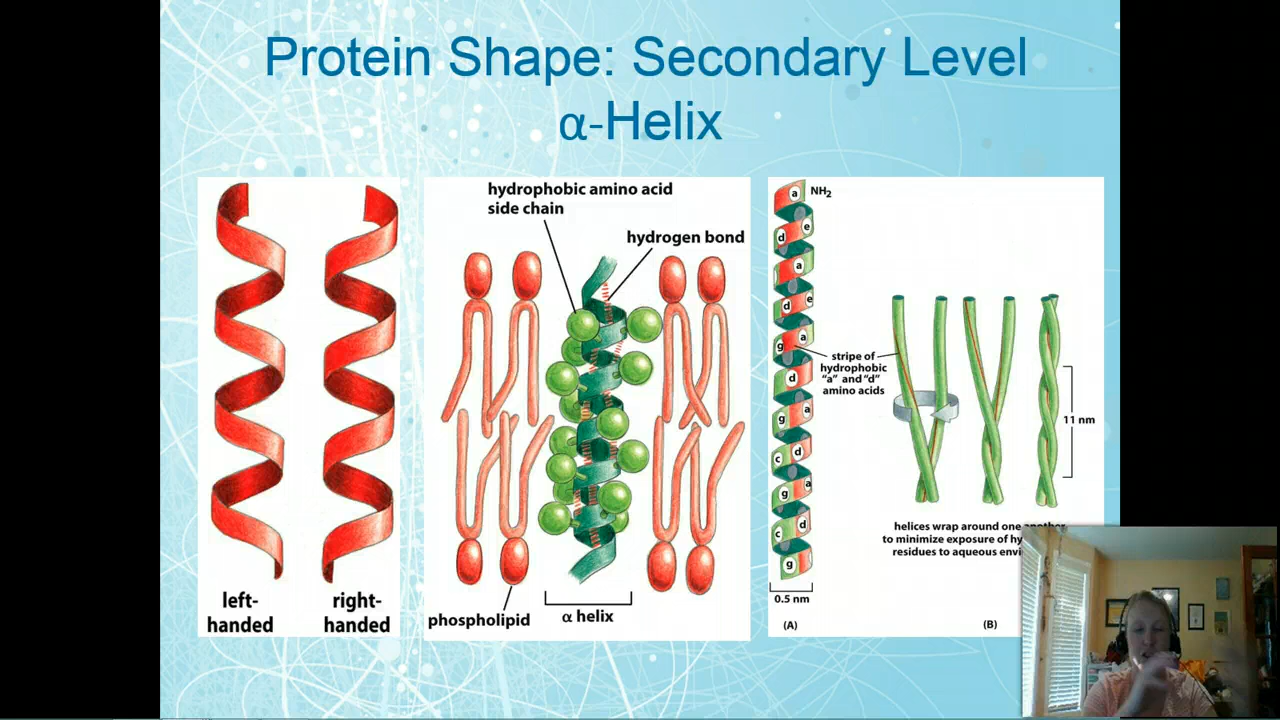 Protein Shape: Secondary Level
α-Helix
left-
handed
right-
handed
hydrophobic amino acid
side chain
hydrogen bond
phospholipid
α helix
a
NH2
e
d
a
d
e
a
g
d
a
g
d
c
a
g
d
c
g
0.5 nm
(A)
stripe of
hydrophobic
"a" and "d"
amino acids
11 nm
helices wrap around one another
to minimize exposure of
residues to aqueous
(B)